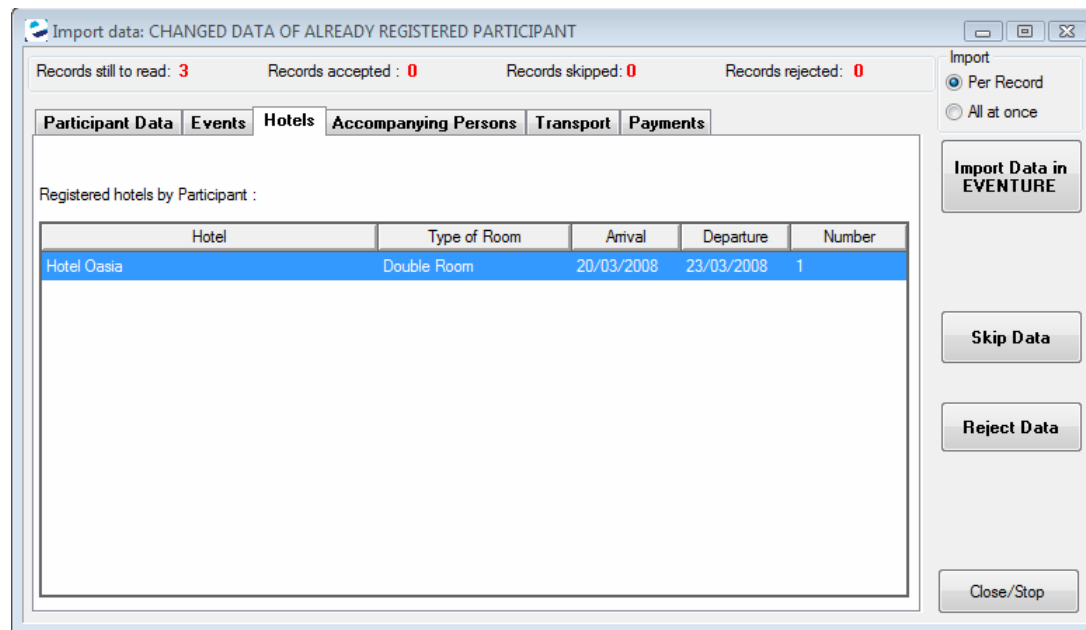 Import data: CHANGED DATA OF ALREADY REGISTERED PARTICIPANT
Records still to read: 3 Records accepted : 0 Records skipped: 0 Records rejected: 0
Import
Per Record
All at once
Participant Data Events Hotels Accompanying Persons Transport Payments
Import Data in
EVENTURE
Registered hotels by Participant :
Hotel Type of Room Arrival Departure Number
Hotel Oasia Double Room 20/03/2008 23/03/2008 1
Skip Data
Reject Data
Close/Stop